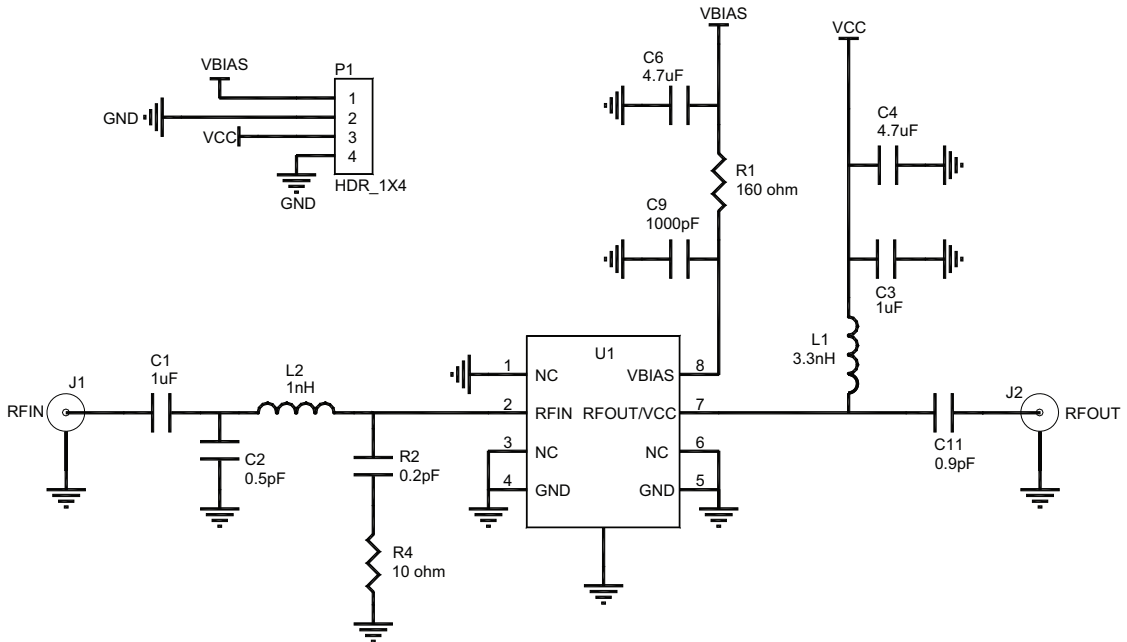 VBIAS
VCC
C6
4.7uF
VBIAS
P1
1
2
3
4
GND
VCC
GND
HDR_1X4
C4
4.7uF
R1
160 ohm
C9
1000pF
C3
1uF
L1
3.3nH
U1
1
NC
VBIAS
8
C1
1uF
L2
1nH
J1
RFIN
2
RFIN
RFOUT/VCC
7
J2
RFOUT
3
NC
NC
6
C11
0.9pF
C2
0.5pF
R2
0.2pF
4
GND
GND
5
R4
10 ohm